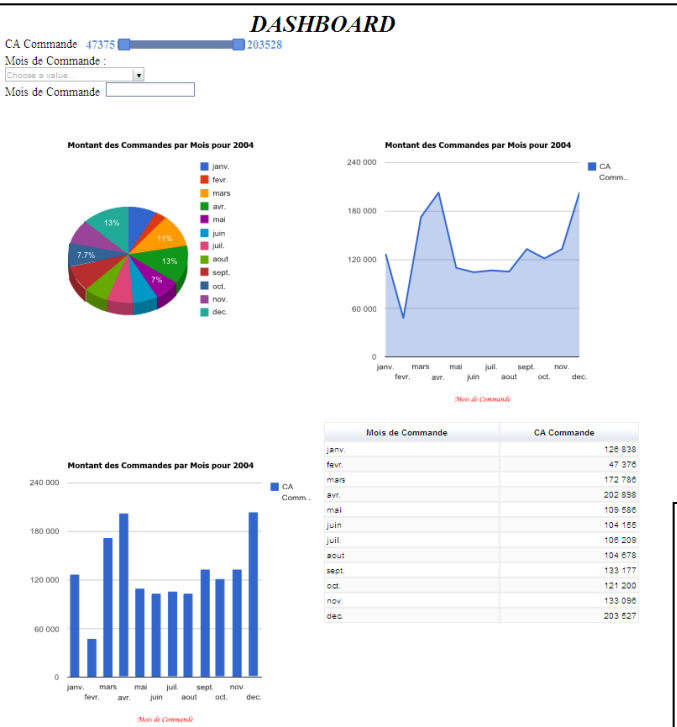 DASHBOARD
CA Commande 47375 203528
Mois de Commande :
Choose a value...
Mois de Commande
Montant des Commandes par Mois pour 2004
janv.
fevr.
mars
avr.
mai
juin
juil.
aout
sept.
oct.
nov.
dec.
13%
11%
13%
7%
7.7%
Montant des Commandes par Mois pour 2004
CA
Comm...
240 000
180 000
120 000
60 000
0
janv. mars mai juil. sept. nov.
fevr. avr. juin aout oct. dec.
Mois de Commande
Mois de Commande CA Commande
janv. 126 838
fevr. 47 376
mars 172 786
avr. 202 898
mai 109 586
juin 104 155
juil. 106 209
aout 104 678
sept. 133 177
oct. 121 200
nov. 133 096
dec. 203 527
Montant des Commandes par Mois pour 2004
CA
Comm...
240 000
180 000
120 000
60 000
0
janv. mars mai juil. sept. nov.
fevr. avr. juin aout oct. dec.
Mois de Commande